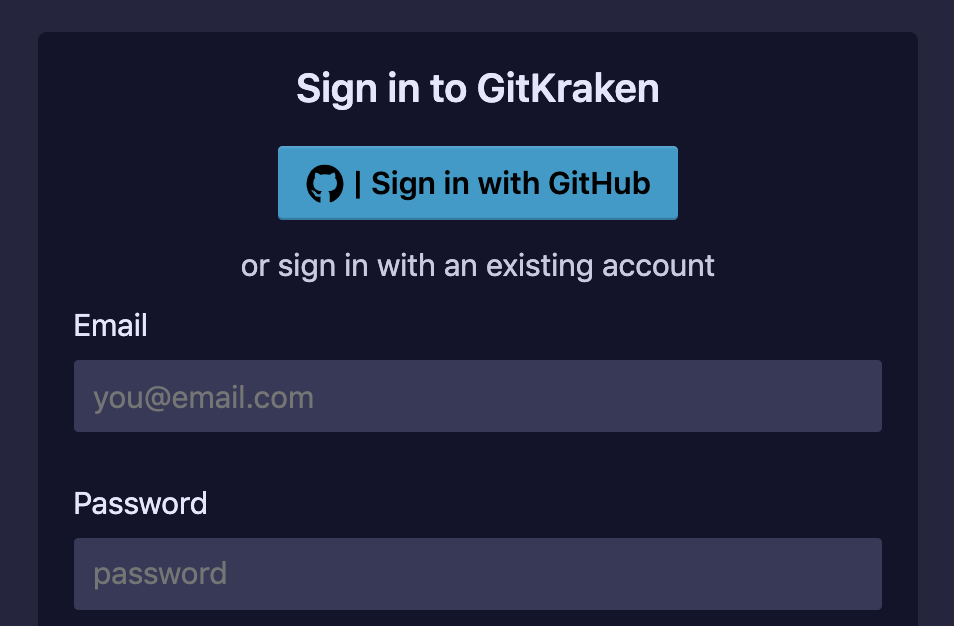 Sign in to GitKraken
| Sign in with GitHub
or sign in with an existing account
Email
you@email.com
Password
password